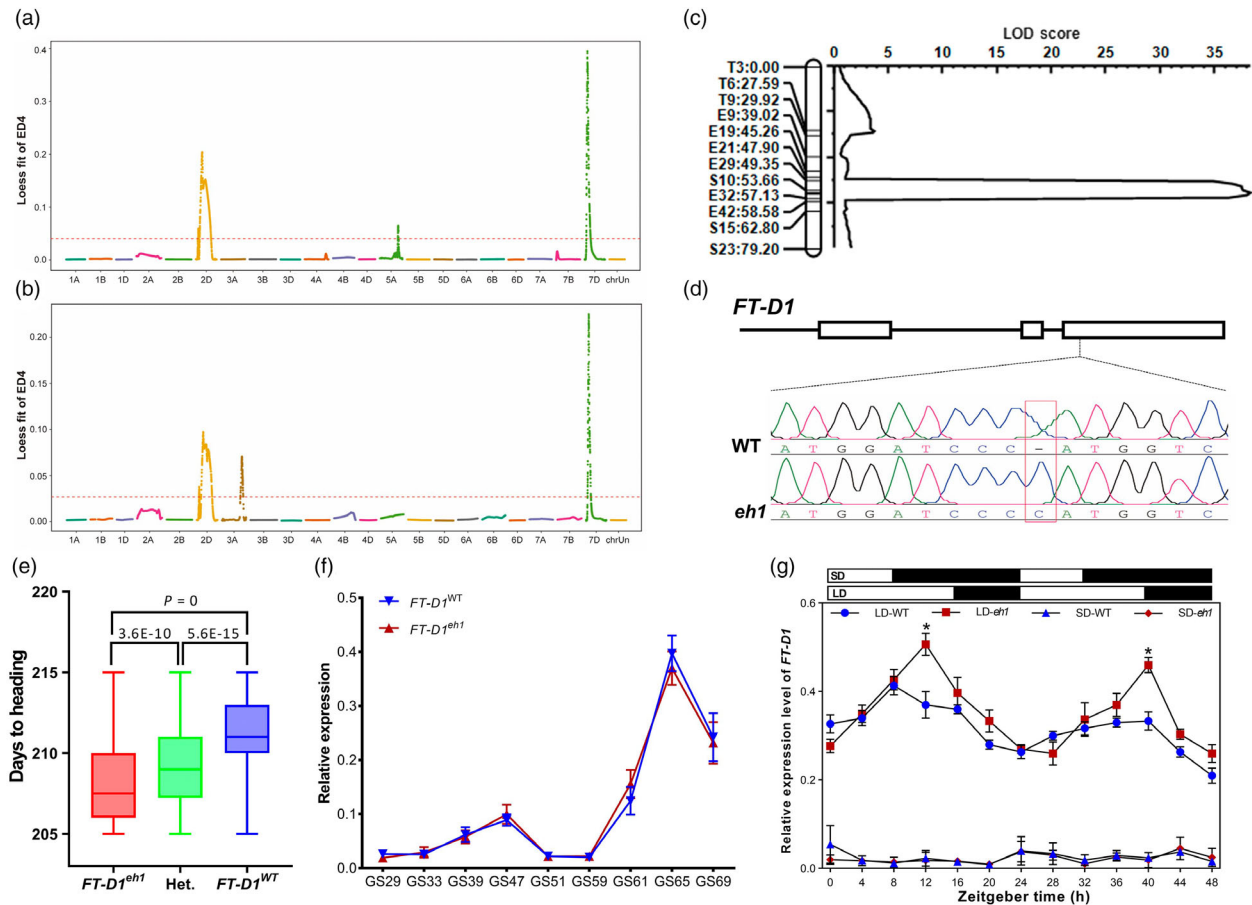 (a)
Loess fit of ED4
0.4
0.3
0.2
0.1
0.0
1A 1B 1D 2A 2B 2D 3A 3B 3D 4A 4B 4D 5A 5B 5D 6A 6B 6D 7A 7B 7D chrUn
(b)
Loess fit of ED4
0.20
0.15
0.10
0.05
0.00
1A 1B 1D 2A 2B 2D 3A 3B 3D 4A 4B 4D 5A 5B 5D 6A 6B 6D 7A 7B 7D chrUn
(c)
LOD score
0 5 10 15 20 25 30 35
T3:0.00
T6:27.59
T9:29.92
E9:39.02
E19:45.26
E21:47.90
E29:49.35
S10:53.66
E32:57.13
E42:58.58
S15:62.80
S23:79.20
(d)
FT-D1
WT
A T G G A T C C C - A T G G T C
eh1
A T G G A T C C C C A T G G T C
(e)
Days to heading
220
215
210
205
P = 0
3.6E-10 5.6E-15
FT-D1eh1 Het. FT-D1WT
(f)
Relative expression
0.5
0.4
0.3
0.2
0.1
0.0
FT-D1WT
FT-D1eh1
GS29 GS33 GS39 GS47 GS51 GS59 GS61 GS65 GS69
(g)
SD
LD
LD-WT LD-eh1 SD-WT SD-eh1
Relative expression level of FT-D1
0.6
0.4
0.2
0.0
* *
0 4 8 12 16 20 24 28 32 36 40 44 48
Zeitgeber time (h)